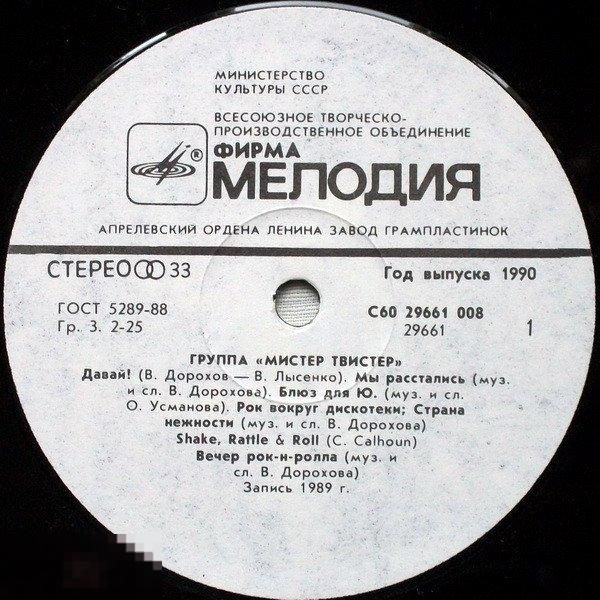 МИНИСТЕРСТВО
КУЛЬТУРЫ СССР
ВСЕСОЮЗНОЕ ТВОРЧЕСКО-
ПРОИЗВОДСТВЕННОЕ ОБЪЕДИНЕНИЕ
® ФИРМА
МЕЛОДИЯ
АПРЕЛЕВСКИЙ ОРДЕНА ЛЕНИНА ЗАВОД ГРАМПЛАСТИНОК
СТЕРЕО 33
Год выпуска 1990
ГОСТ 5289-88
Гр. 3. 2-25
С60 29661 008
29661
1
ГРУППА «МИСТЕР ТВИСТЕР»
Давай! (В. Дорохов — В. Лысенко). Мы расстались (муз.
и сл. В. Дорохова). Блюз для Ю. (муз. и сл.
О. Усманова). Рок вокруг дискотеки; Страна
нежности (муз. и сл. В. Дорохова)
Shake, Rattle & Roll (C. Calhoun)
Вечер рок-н-ролла (муз. и
сл. В. Дорохова)
Запись 1989 г.